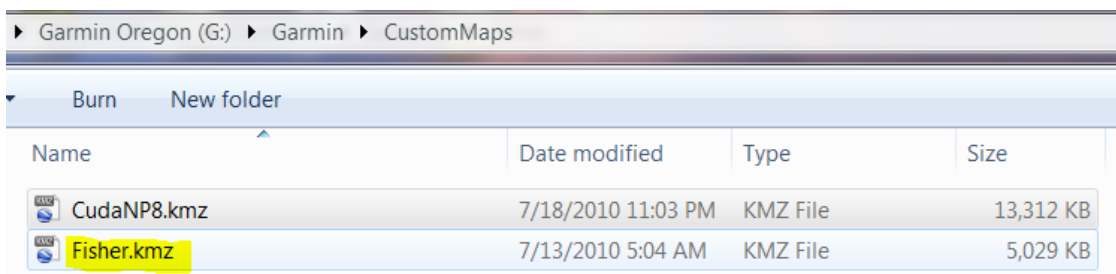 Garmin Oregon (G:) Garmin CustomMaps
Burn New folder
Name Date modified Type Size
CudaNP8.kmz 7/18/2010 11:03 PM KMZ File 13,312 KB
Fisher.kmz 7/13/2010 5:04 AM KMZ File 5,029 KB